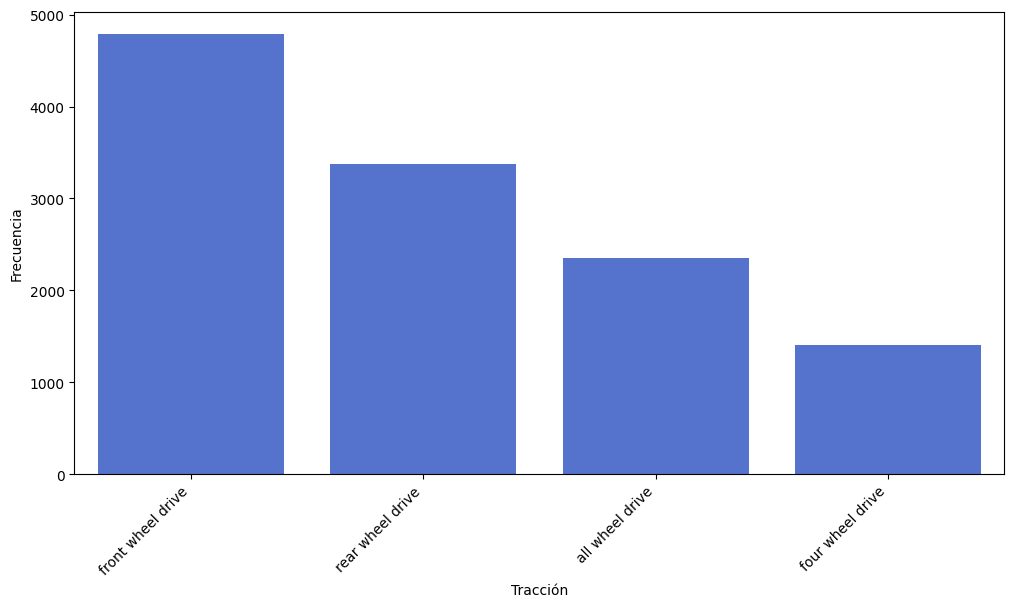 5000
4000
3000
2000
1000
0
Frecuencia
front wheel drive
rear wheel drive
all wheel drive
four wheel drive
Tracción